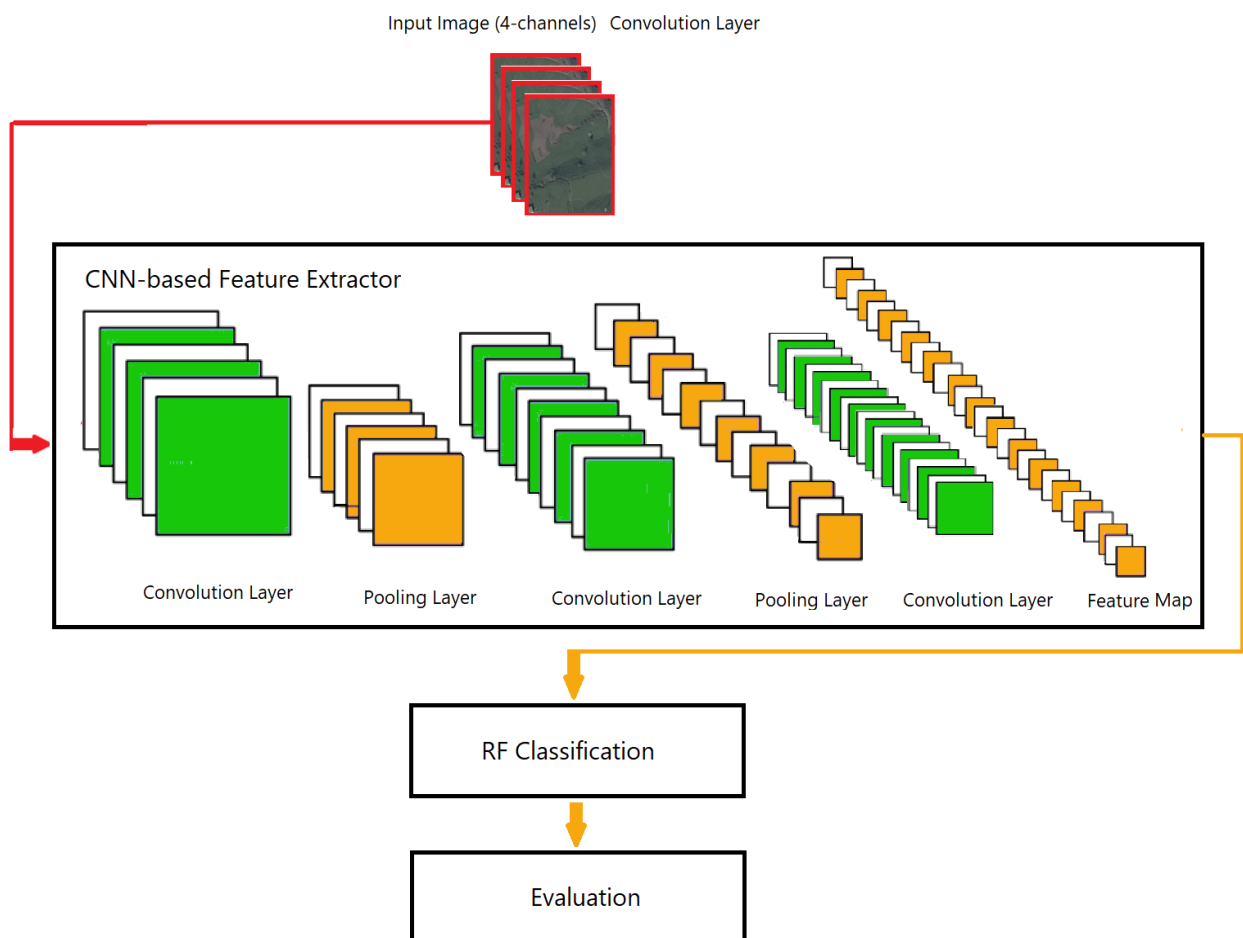 Input Image (4-channels) Convolution Layer
CNN-based Feature Extractor
Convolution Layer
Pooling Layer
Convolution Layer
Pooling Layer
Convolution Layer
Feature Map
RF Classification
Evaluation